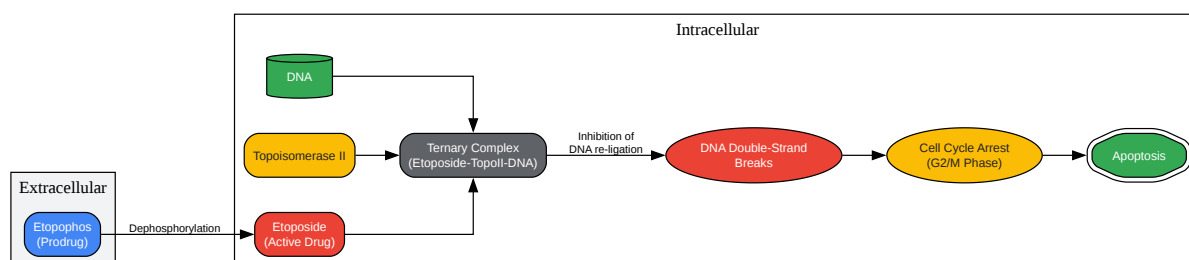 Intracellular
DNA
Topoisomerase II
Ternary Complex
(Etoposide-TopoII-DNA)
Inhibition of
DNA re-ligation
DNA Double-Strand
Breaks
Cell Cycle Arrest
(G2/M Phase)
Apoptosis
Extracellular
Etopophos
(Prodrug)
Dephosphorylation
Etoposide
(Active Drug)